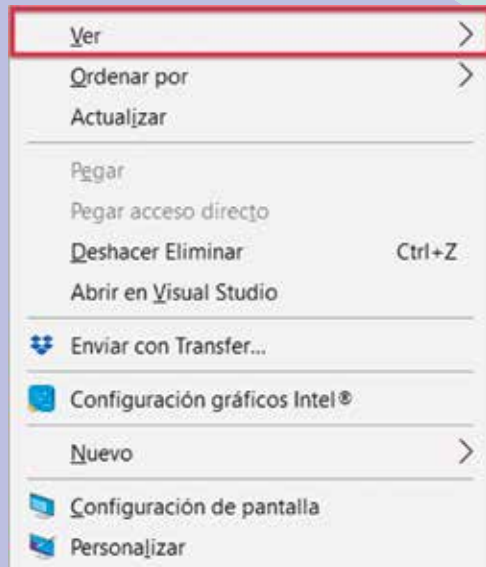 Ver
Ordenar por
Actualizar
Pegar
Pegar acceso directo
Deshacer Eliminar Ctrl+Z
Abrir en Visual Studio
Enviar con Transfer...
Configuración gráficos Intel®
Nuevo
Configuración de pantalla
Personalizar